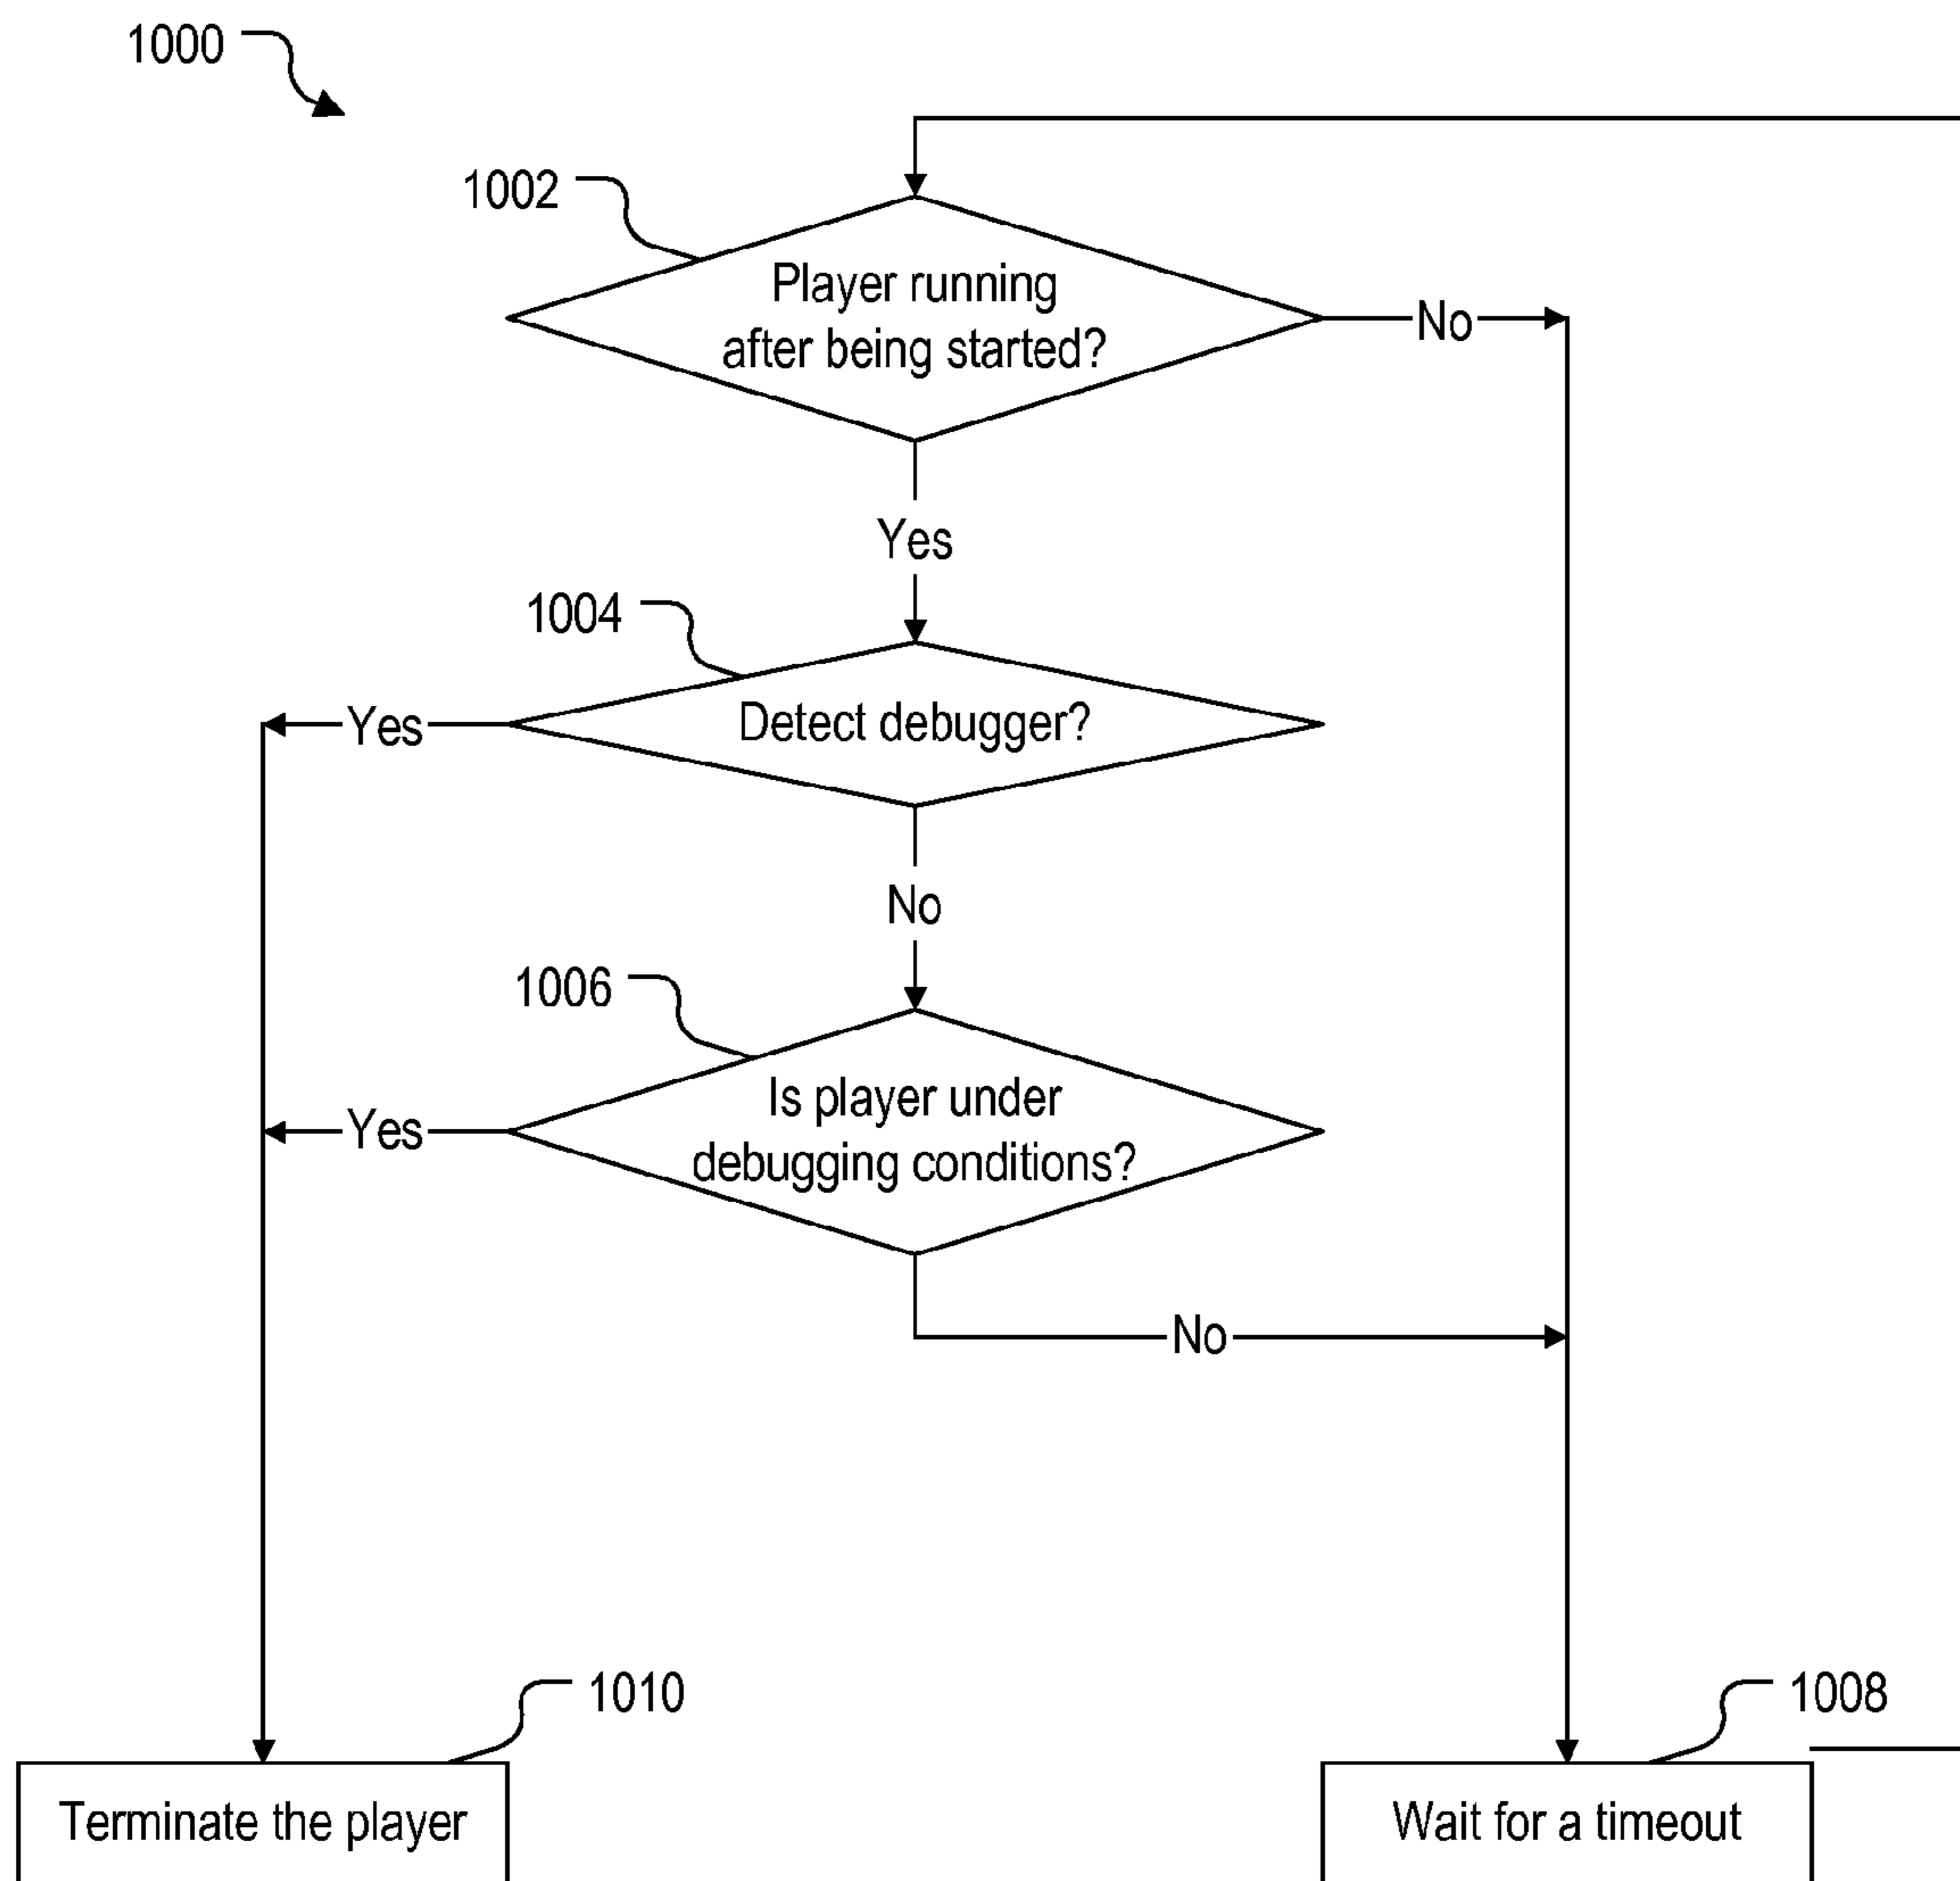 1000
1002
Player running
after being started?
No
Yes
1004
Detect debugger?
Yes
No
1006
Is player under
debugging conditions?
Yes
No
1010
1008
Terminate the player
Wait for a timeout